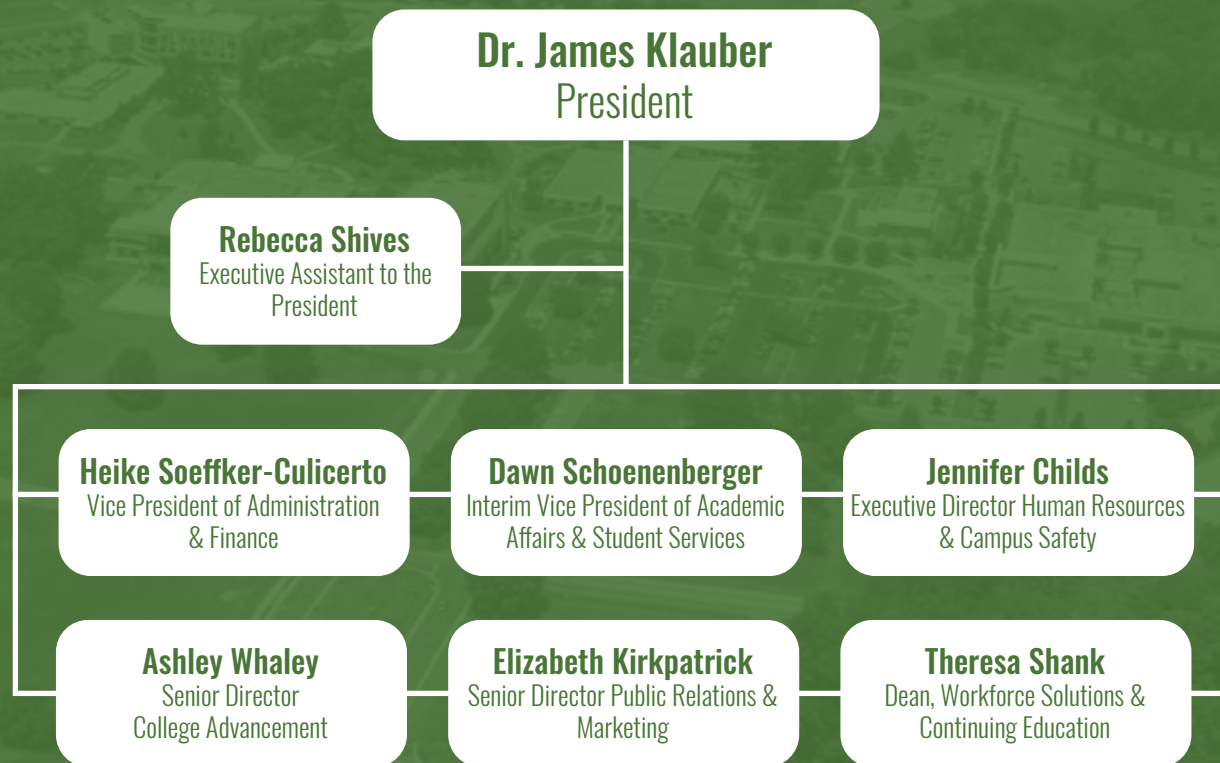 Dr. James Klauber
President
Rebecca Shives
Executive Assistant to the
President
Heike Soeffker-Culicerto
Vice President of Administration
& Finance
Dawn Schoenenberger
Interim Vice President of Academic
Affairs & Student Services
Jennifer Childs
Executive Director Human Resources
& Campus Safety
Ashley Whaley
Senior Director
College Advancement
Elizabeth Kirkpatrick
Senior Director Public Relations &
Marketing
Theresa Shank
Dean, Workforce Solutions &
Continuing Education